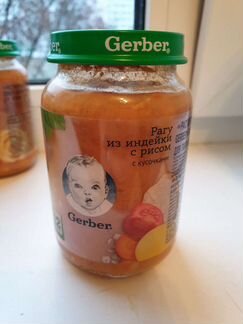 Gerber.
Рагу
из индейки
с рисом
с кусочками
Gerber.